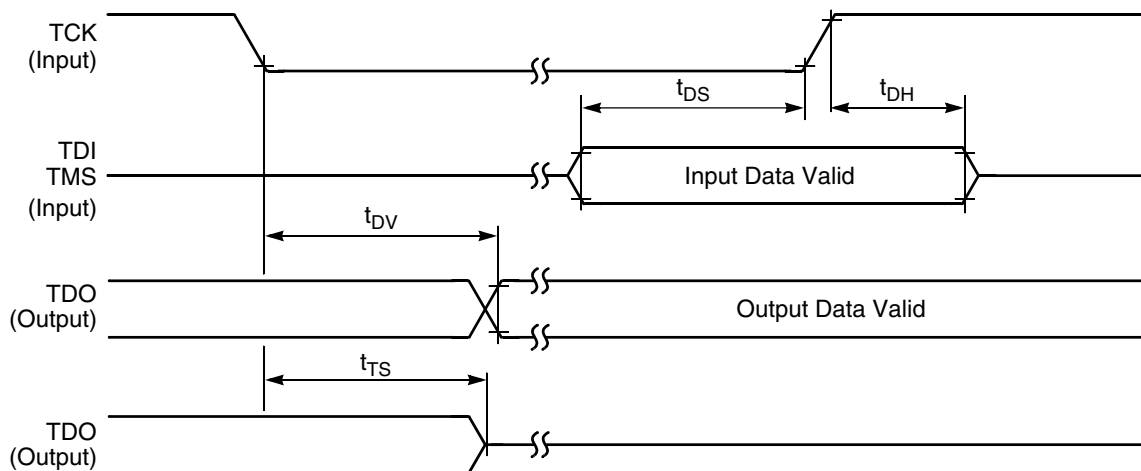 TCK
(Input)
tDS
tDH
TDI
TMS
(Input)
Input Data Valid
tDV
TDO
(Output)
Output Data Valid
tTS
TDO
(Output)